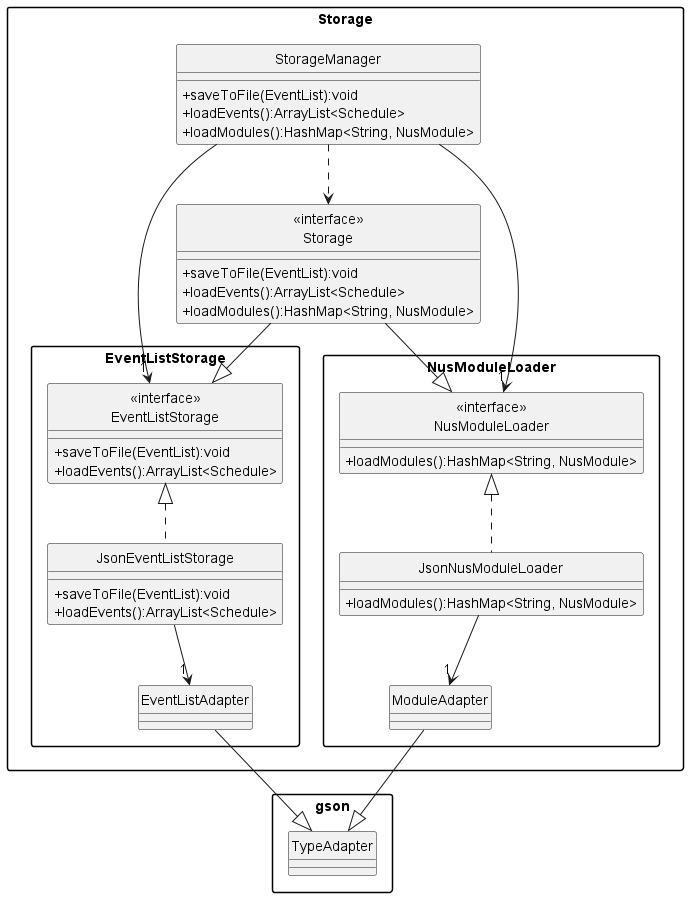 Storage
StorageManager
+saveToFile(EventList):void
+loadEvents():ArrayList<Schedule>
+loadModules():HashMap<String, NusModule>
«interface»
Storage
+saveToFile(EventList):void
+loadEvents():ArrayList<Schedule>
+loadModules():HashMap<String, NusModule>
EventListStorage
1
«interface»
EventListStorage
+saveToFile(EventList):void
+loadEvents():ArrayList<Schedule>
JsonEventListStorage
+saveToFile(EventList):void
+loadEvents():ArrayList<Schedule>
1
EventListAdapter
NusModuleLoader
1
«interface»
NusModuleLoader
+loadModules():HashMap<String, NusModule>
JsonNusModuleLoader
+loadModules():HashMap<String, NusModule>
1
ModuleAdapter
gson
TypeAdapter